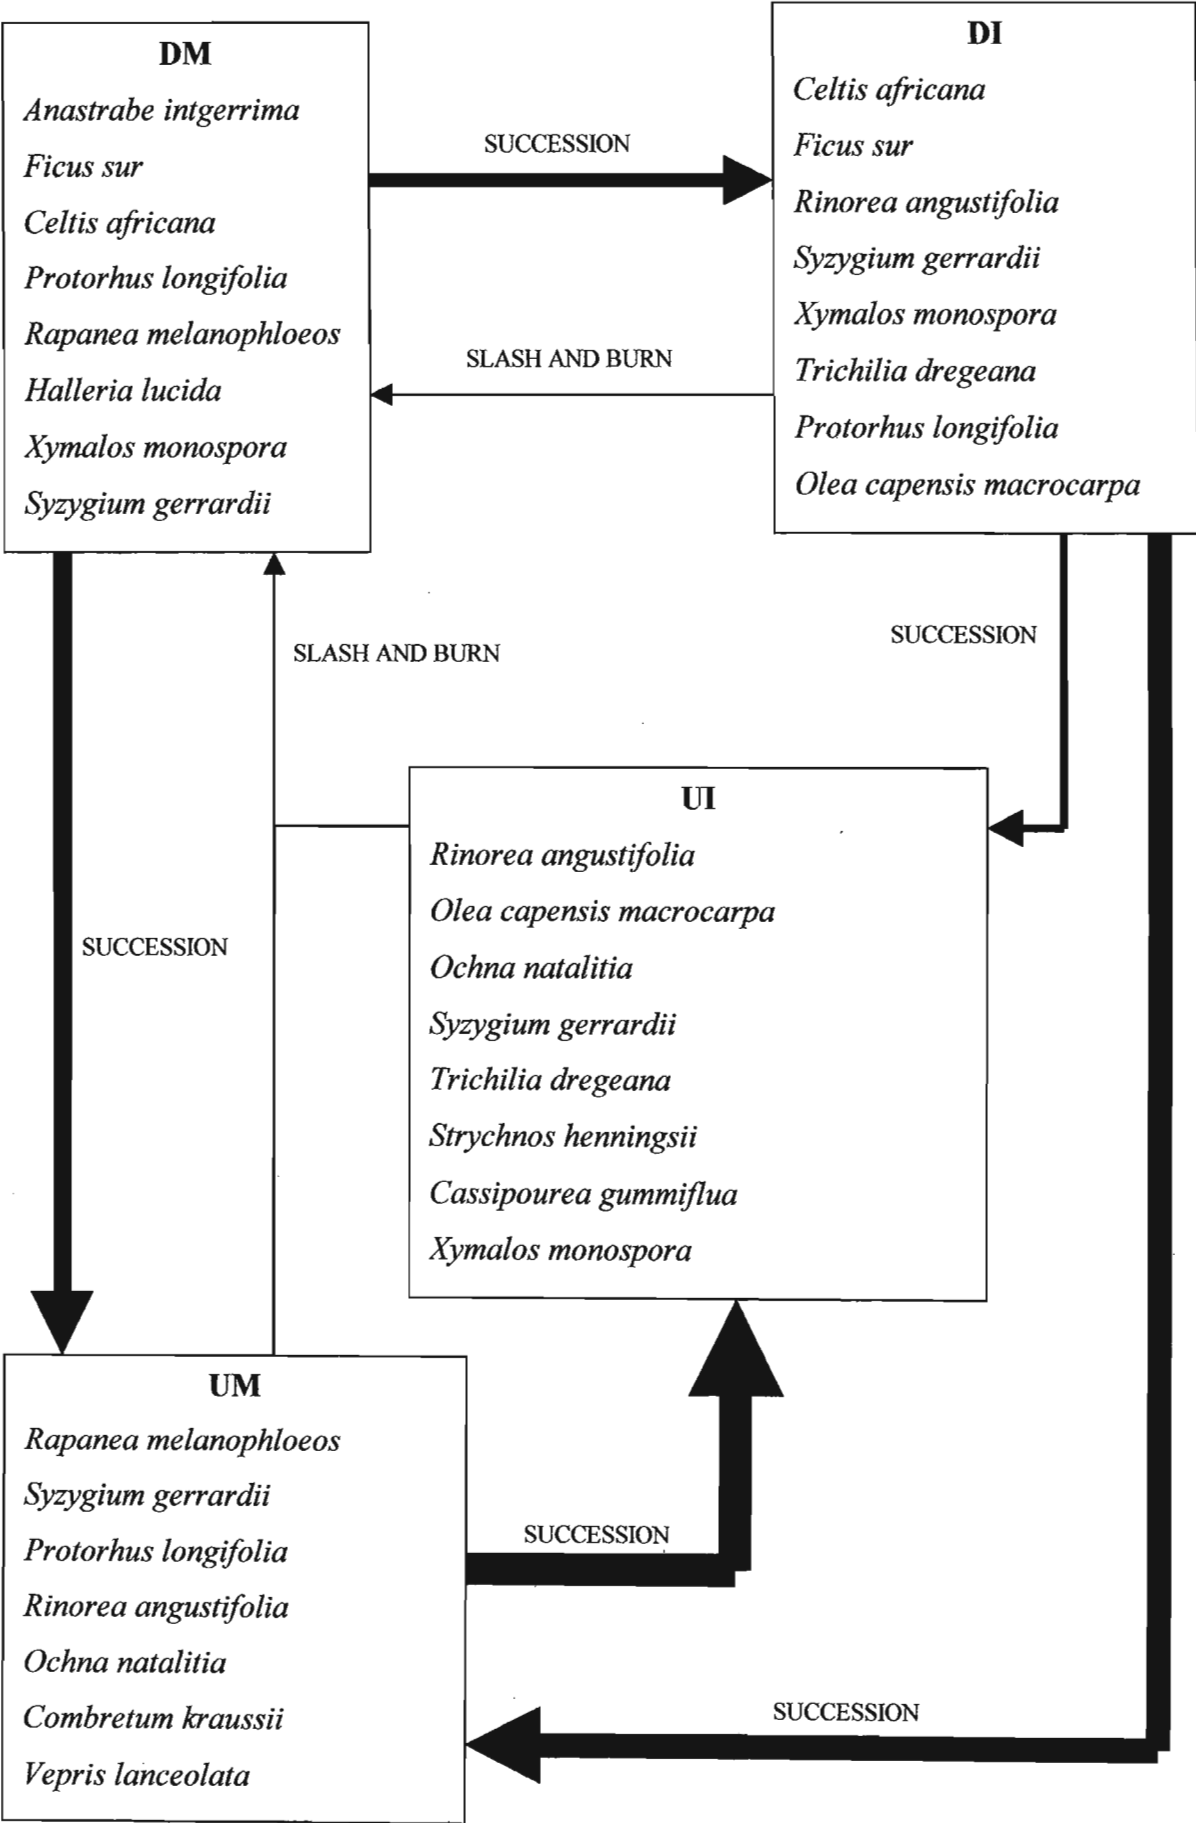 DM
Anastrabe intgerrima
Ficus sur
Celtis africana
Protorhus longifolia
Rapanea melanophloeos
Halleria lucida
Xymalos monospora
Syzygium gerrardii
SUCCESSION
SLASH AND BURN
DI
Celtis africana
Ficus sur
Rinorea angustifolia
Syzygium gerrardii
Xymalos monospora
Trichilia dregeana
Protorhus longifolia
Olea capensis macrocarpa
SUCCESSION
SLASH AND BURN
UI
Rinorea angustifolia
Olea capensis macrocarpa
Ochna natalitia
Syzygium gerrardii
Trichilia dregeana
Strychnos henningsii
Cassipourea gummiflua
Xymalos monospora
SUCCESSION
UM
Rapanea melanophloeos
Syzygium gerrardii
Protorhus longifolia
Rinorea angustifolia
Ochna natalitia
Combretum kraussii
Vepris lanceolata
SUCCESSION
SUCCESSION